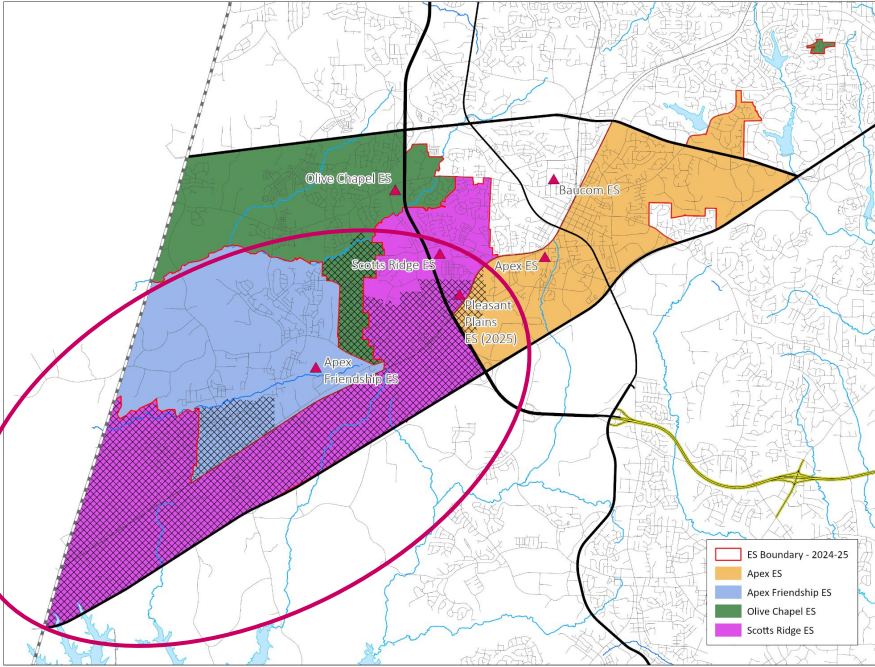 Olive Chapel ES
Baucom ES
Scotts Ridge ES
Apex ES
Pleasant
Plains
ES (2025)
Apex
Friendship ES
ES Boundary - 2024-25
Apex ES
Apex Friendship ES
Olive Chapel ES
Scotts Ridge ES